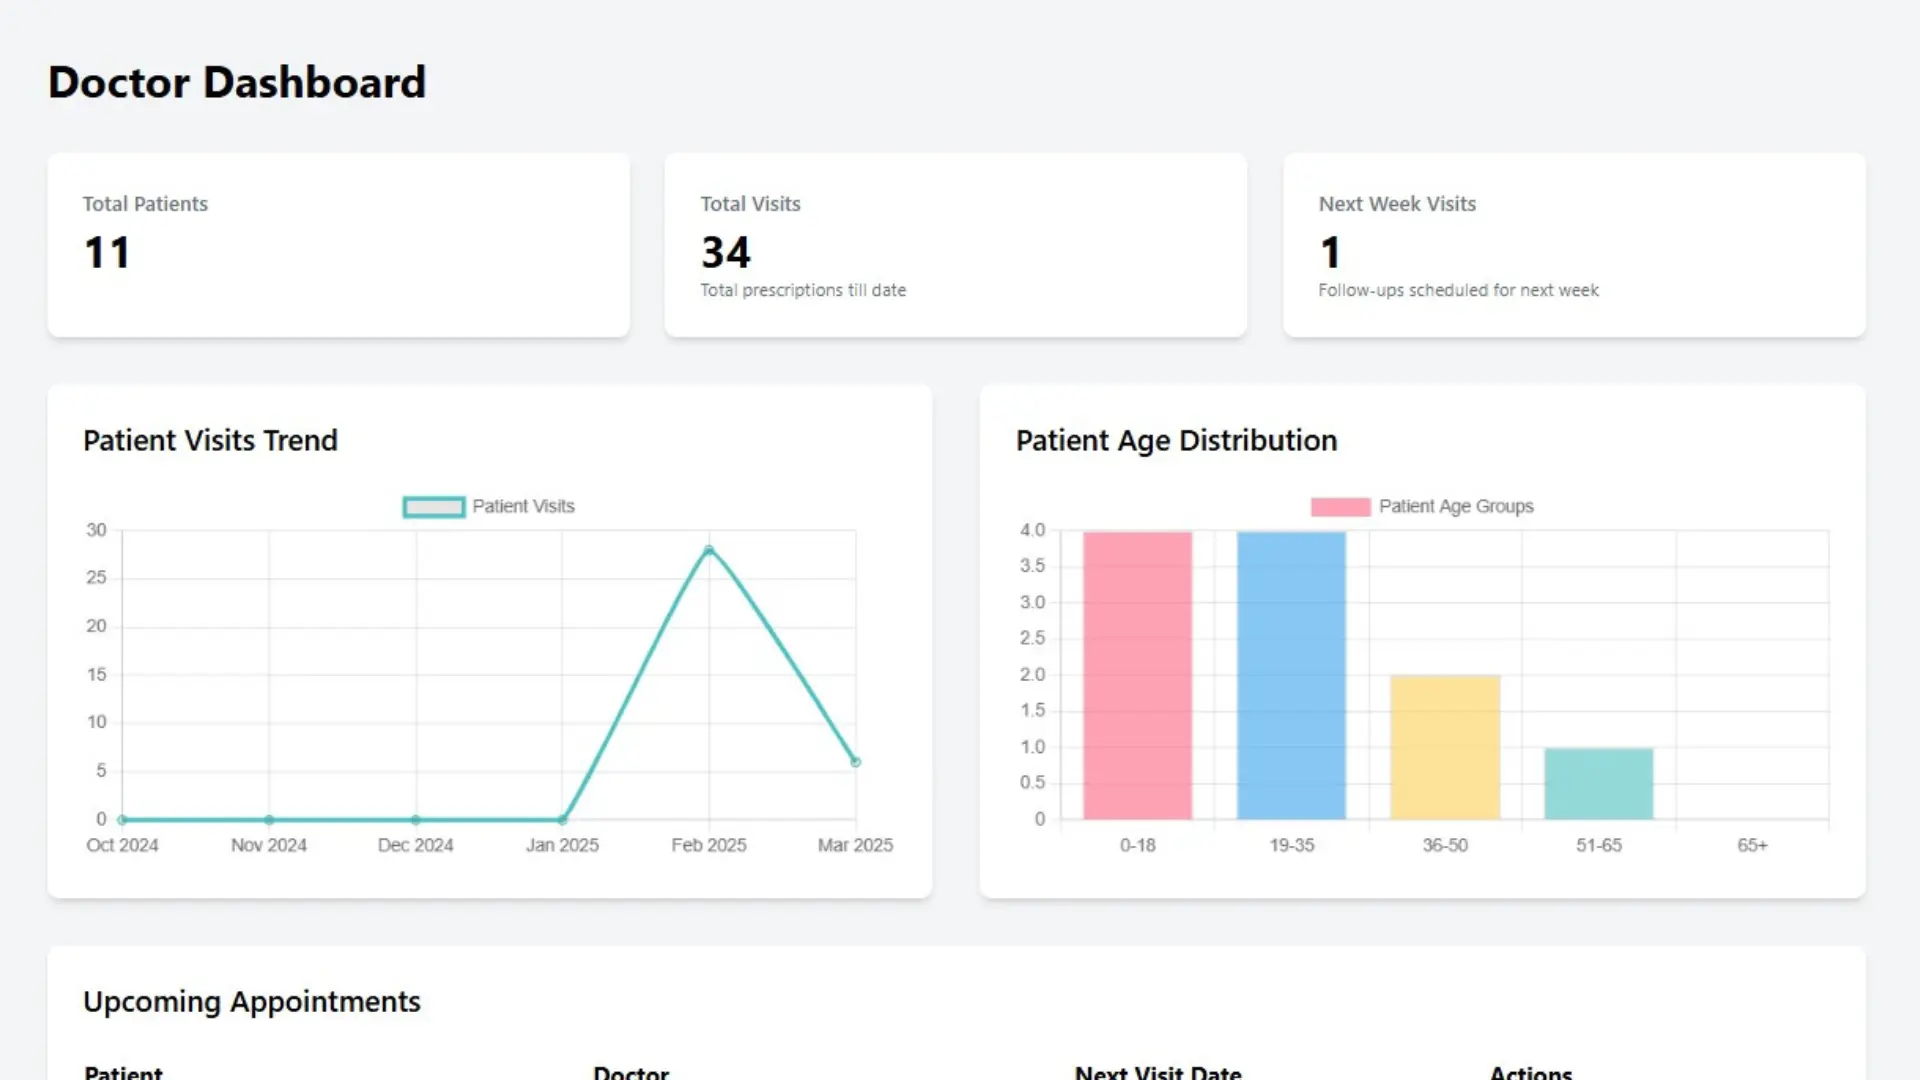 Doctor Dashboard
Total Patients
11
Total Visits
34
Total prescriptions till date
Next Week Visits
1
Follow-ups scheduled for next week
Patient Visits Trend
Patient Visits
30
25
20
15
10
5
0
Oct 2024 Nov 2024 Dec 2024 Jan 2025 Feb 2025 Mar 2025
Patient Age Distribution
Patient Age Groups
4.0
3.5
3.0
2.5
2.0
1.5
1.0
0.5
0
0-18 19-35 36-50 51-65 65+
Upcoming Appointments
Patient Doctor Next Visit Date Actions